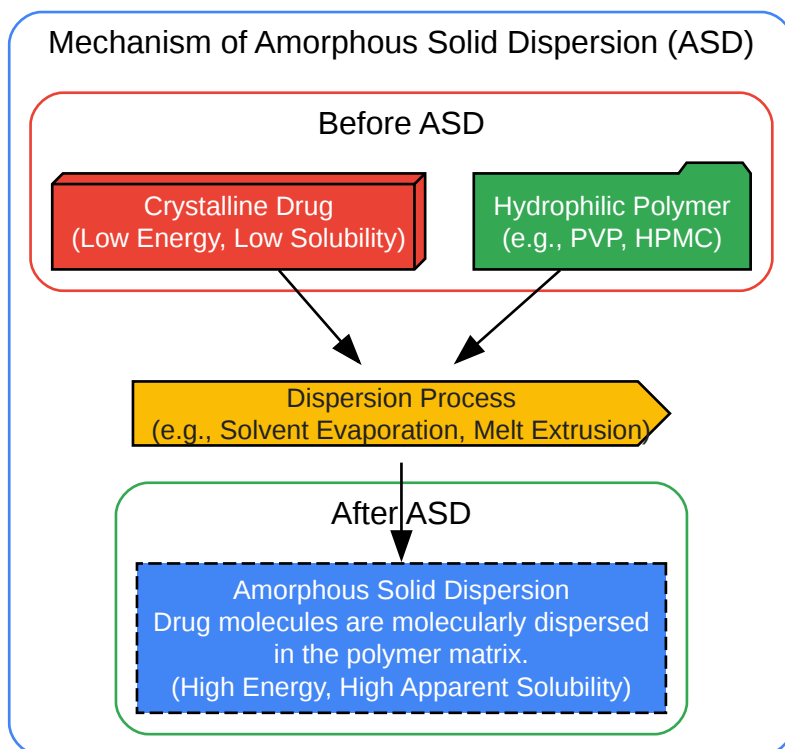 Mechanism of Amorphous Solid Dispersion (ASD)
Before ASD
Crystalline Drug
(Low Energy, Low Solubility)
Hydrophilic Polymer
(e.g., PVP, HPMC)
Dispersion Process
(e.g., Solvent Evaporation, Melt Extrusion)
After ASD
Amorphous Solid Dispersion
Drug molecules are molecularly dispersed
in the polymer matrix.
(High Energy, High Apparent Solubility)